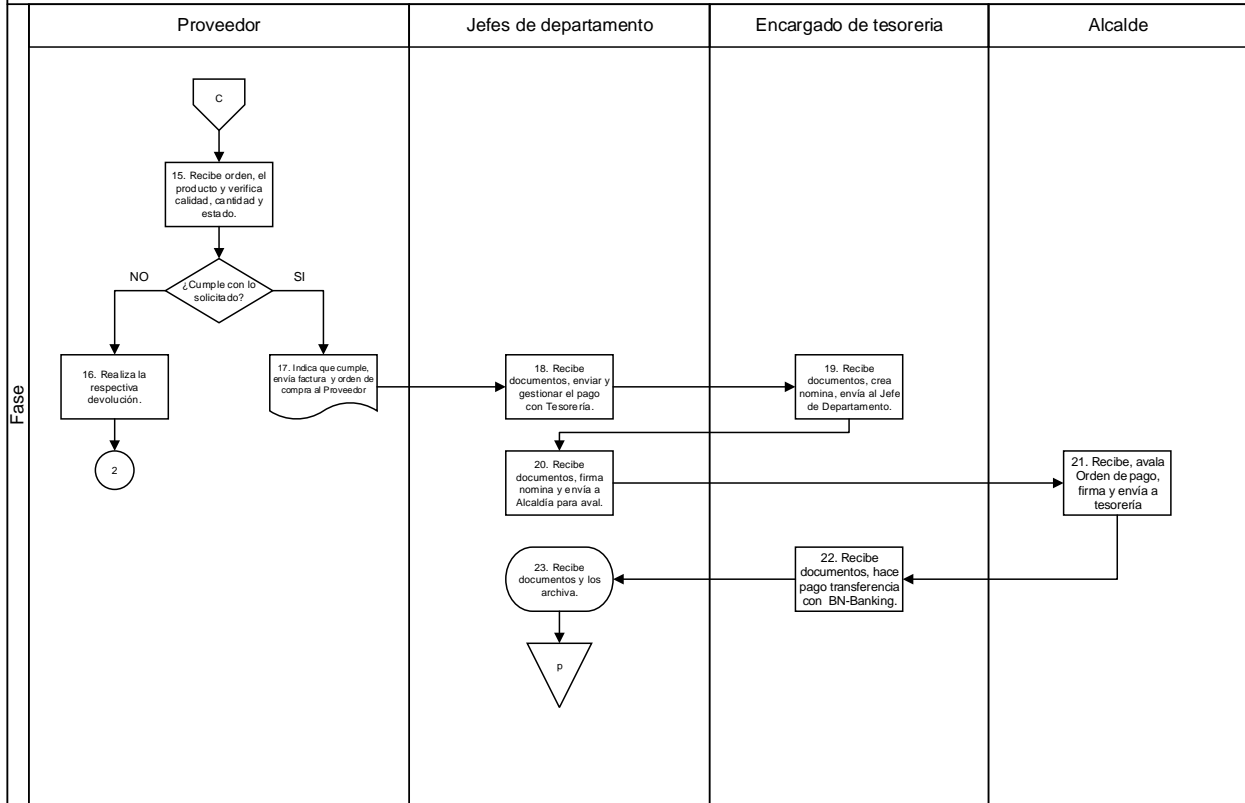 Proveedor
Jefes de departamento
Encargado de tesoreria
Alcalde
Fase
C
15. Recibe orden, el
producto y verifica
calidad, cantidad y
estado.
¿Cumple con lo
solicitado?
NO
SI
16. Realiza la
respectiva
devolución.
17. Indica que cumple,
envía factura y orden de
compra al Proveedor
18. Recibe
documentos, enviar y
gestionar el pago
con Tesorería.
19. Recibe
documentos, crea
nomina, envía al Jefe
de Departamento.
2
20. Recibe
documentos, firma
nomina y envía a
Alcaldía para aval.
21. Recibe, avala
Orden de pago,
firma y envía a
tesorería
23. Recibe
documentos y los
archiva.
22. Recibe
documentos, hace
pago transferencia
con BN-Banking.
p